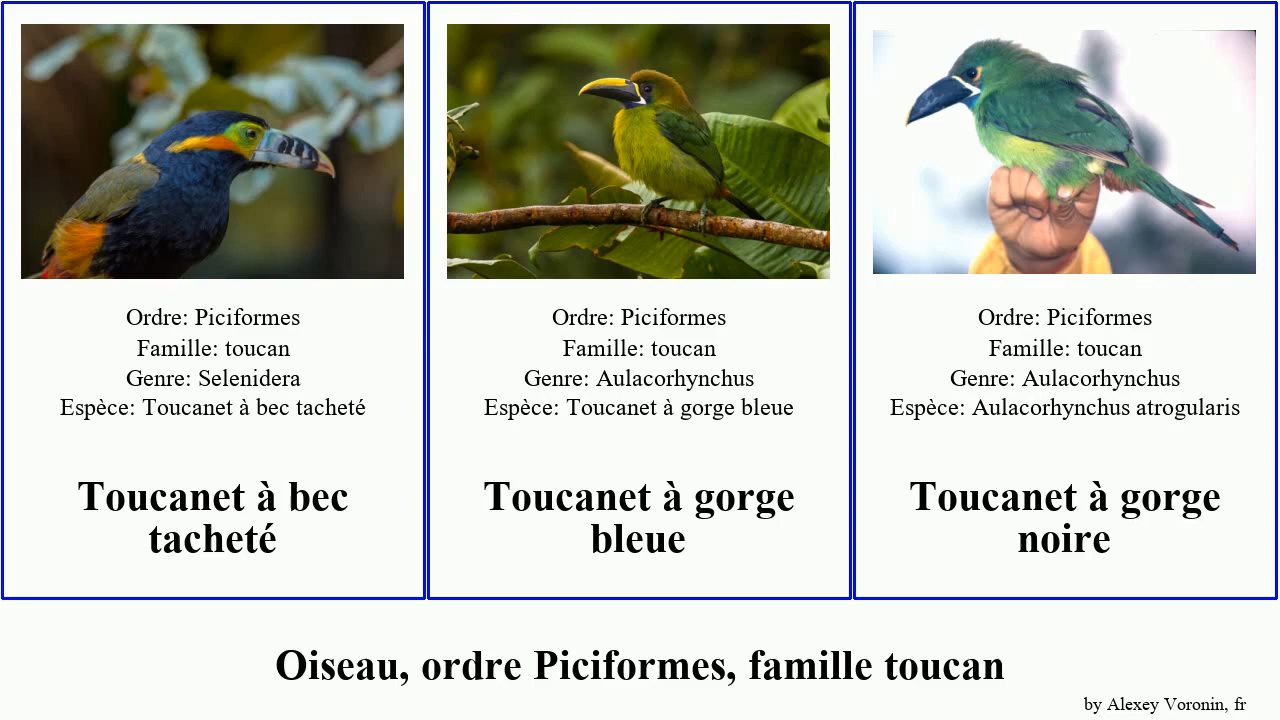 Ordre: Piciformes
Famille: toucan
Genre: Selenidera
Espèce: Toucanet à bec tacheté
Toucanet à bec
tacheté
Ordre: Piciformes
Famille: toucan
Genre: Aulacorhynchus
Espèce: Toucanet à gorge bleue
Toucanet à gorge
bleue
Ordre: Piciformes
Famille: toucan
Genre: Aulacorhynchus
Espèce: Aulacorhynchus atrogularis
Toucanet à gorge
noire
Oiseau, ordre Piciformes, famille toucan
by Alexey Voronin, fr